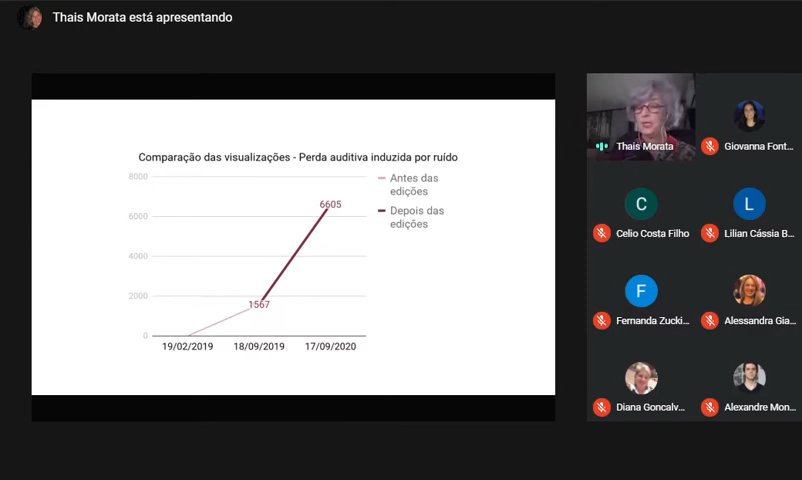 Thais Morata está apresentando
Comparação das visualizações - Perda auditiva induzida por ruído
8000
6000
4000
2000
0
6605
1567
19/02/2019
18/09/2019
17/09/2020
Antes das
edições
Depois das
edições
Thais Morata
Giovanna Font...
C
Celio Costa Filho
L
Lilian Cássia B...
F
Fernanda Zucki...
Alessandra Gia...
Diana Goncalv...
Alexandre Mon...